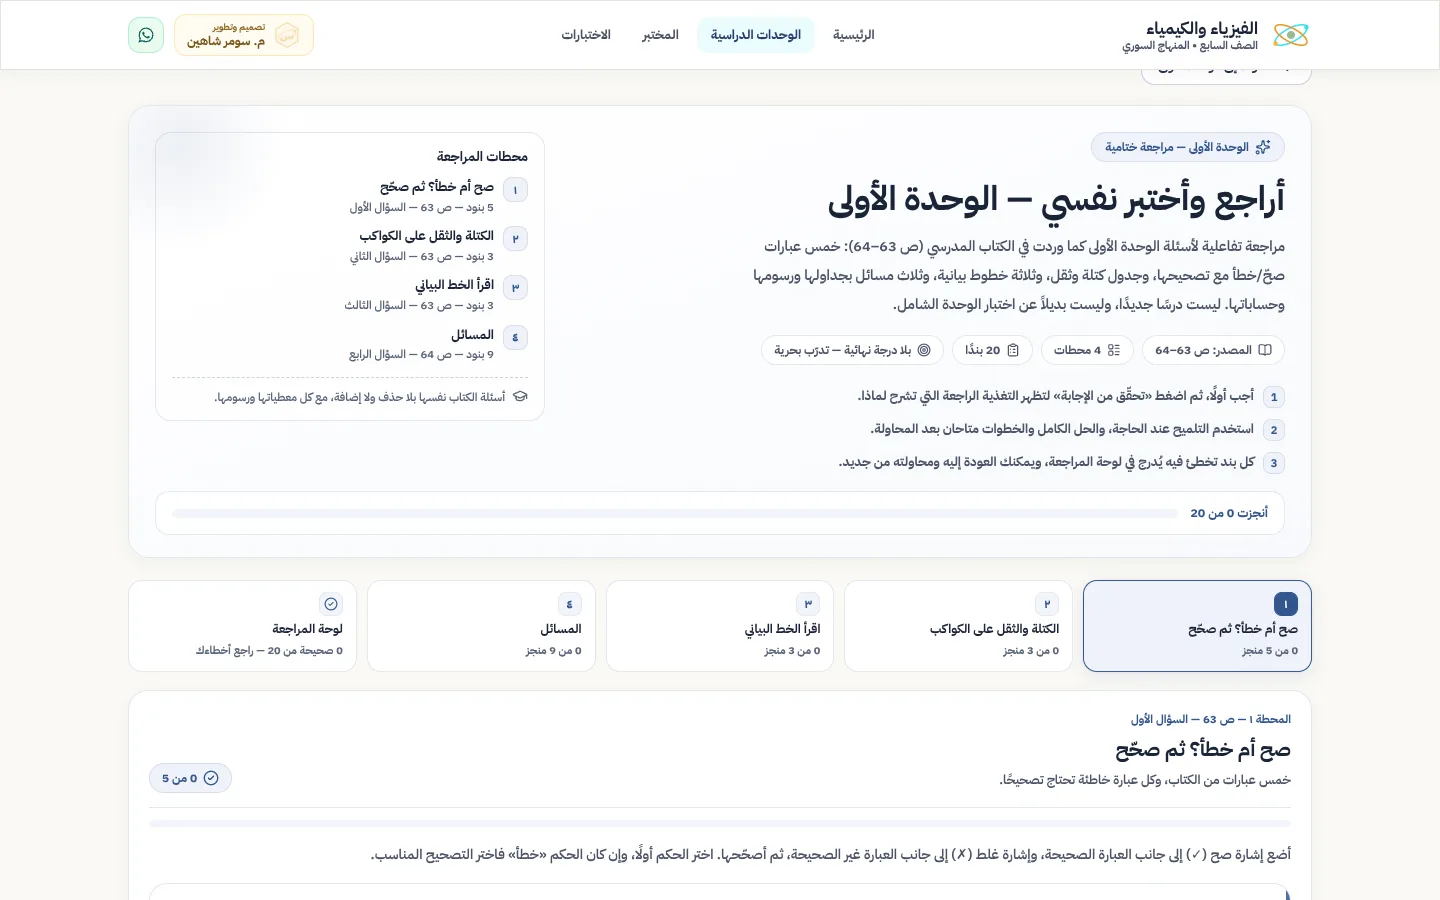 الفيزياء والكيمياء
الصف السابع • المنهاج السوري
الرئيسية
الوحدات الدراسية
المختبر
الاختبارات
تصميم وتطوير
م. سومر شاهين
الوحدة الأولى — مراجعة ختامية
أراجع وأختبر نفسي — الوحدة الأولى
مراجعة تفاعلية لأسئلة الوحدة الأولى كما وردت في الكتاب المدرسي (ص 63–64): خمس عبارات
صحّ/خطأ مع تصحيحها، وجدول كتلة وثقل، وثلاثة خطوط بيانية، وثلاث مسائل بجداولها ورسومها
وحساباتها. ليست درسًا جديدًا، وليست بديلاً عن اختبار الوحدة الشامل.
المصدر: ص 63–64
4 محطات
20 بندًا
بلا درجة نهائية — تدرّب بحرية
1 أجب أولًا، ثم اضغط «تحقّق من الإجابة» لتظهر التغذية الراجعة التي تشرح لماذا.
2 استخدم التلميح عند الحاجة، والحل الكامل والخطوات متاحان بعد المحاولة.
3 كل بند تخطئ فيه يُدرج في لوحة المراجعة، ويمكنك العودة إليه ومحاولته من جديد.
محطات المراجعة
١ صح أم خطأ؟ ثم صحّح
5 بنود — ص 63 — السؤال الأول
٢ الكتلة والثقل على الكواكب
3 بنود — ص 63 — السؤال الثاني
٣ اقرأ الخط البياني
3 بنود — ص 63 — السؤال الثالث
٤ المسائل
9 بنود — ص 64 — السؤال الرابع
أسئلة الكتاب نفسها بلا حذف ولا إضافة، مع كل معطياتها ورسومها.
أنجزت 0 من 20
١
صح أم خطأ؟ ثم صحّح
0 من 5 منجز
٢
الكتلة والثقل على الكواكب
0 من 3 منجز
٣
اقرأ الخط البياني
0 من 3 منجز
٤
المسائل
0 من 9 منجز
لوحة المراجعة
0 صحيحة من 20 — راجع أخطاءك
المحطة ١ — ص 63 — السؤال الأول
صح أم خطأ؟ ثم صحّح
خمس عبارات من الكتاب، وكل عبارة خاطئة تحتاج تصحيحًا.
0 من 5
أضع إشارة صح (✓) إلى جانب العبارة الصحيحة، وإشارة غلط (✗) إلى جانب العبارة غير الصحيحة، ثم أصحّحها. اختر الحكم أولًا، وإن كان الحكم «خطأ» فاختر التصحيح المناسب.